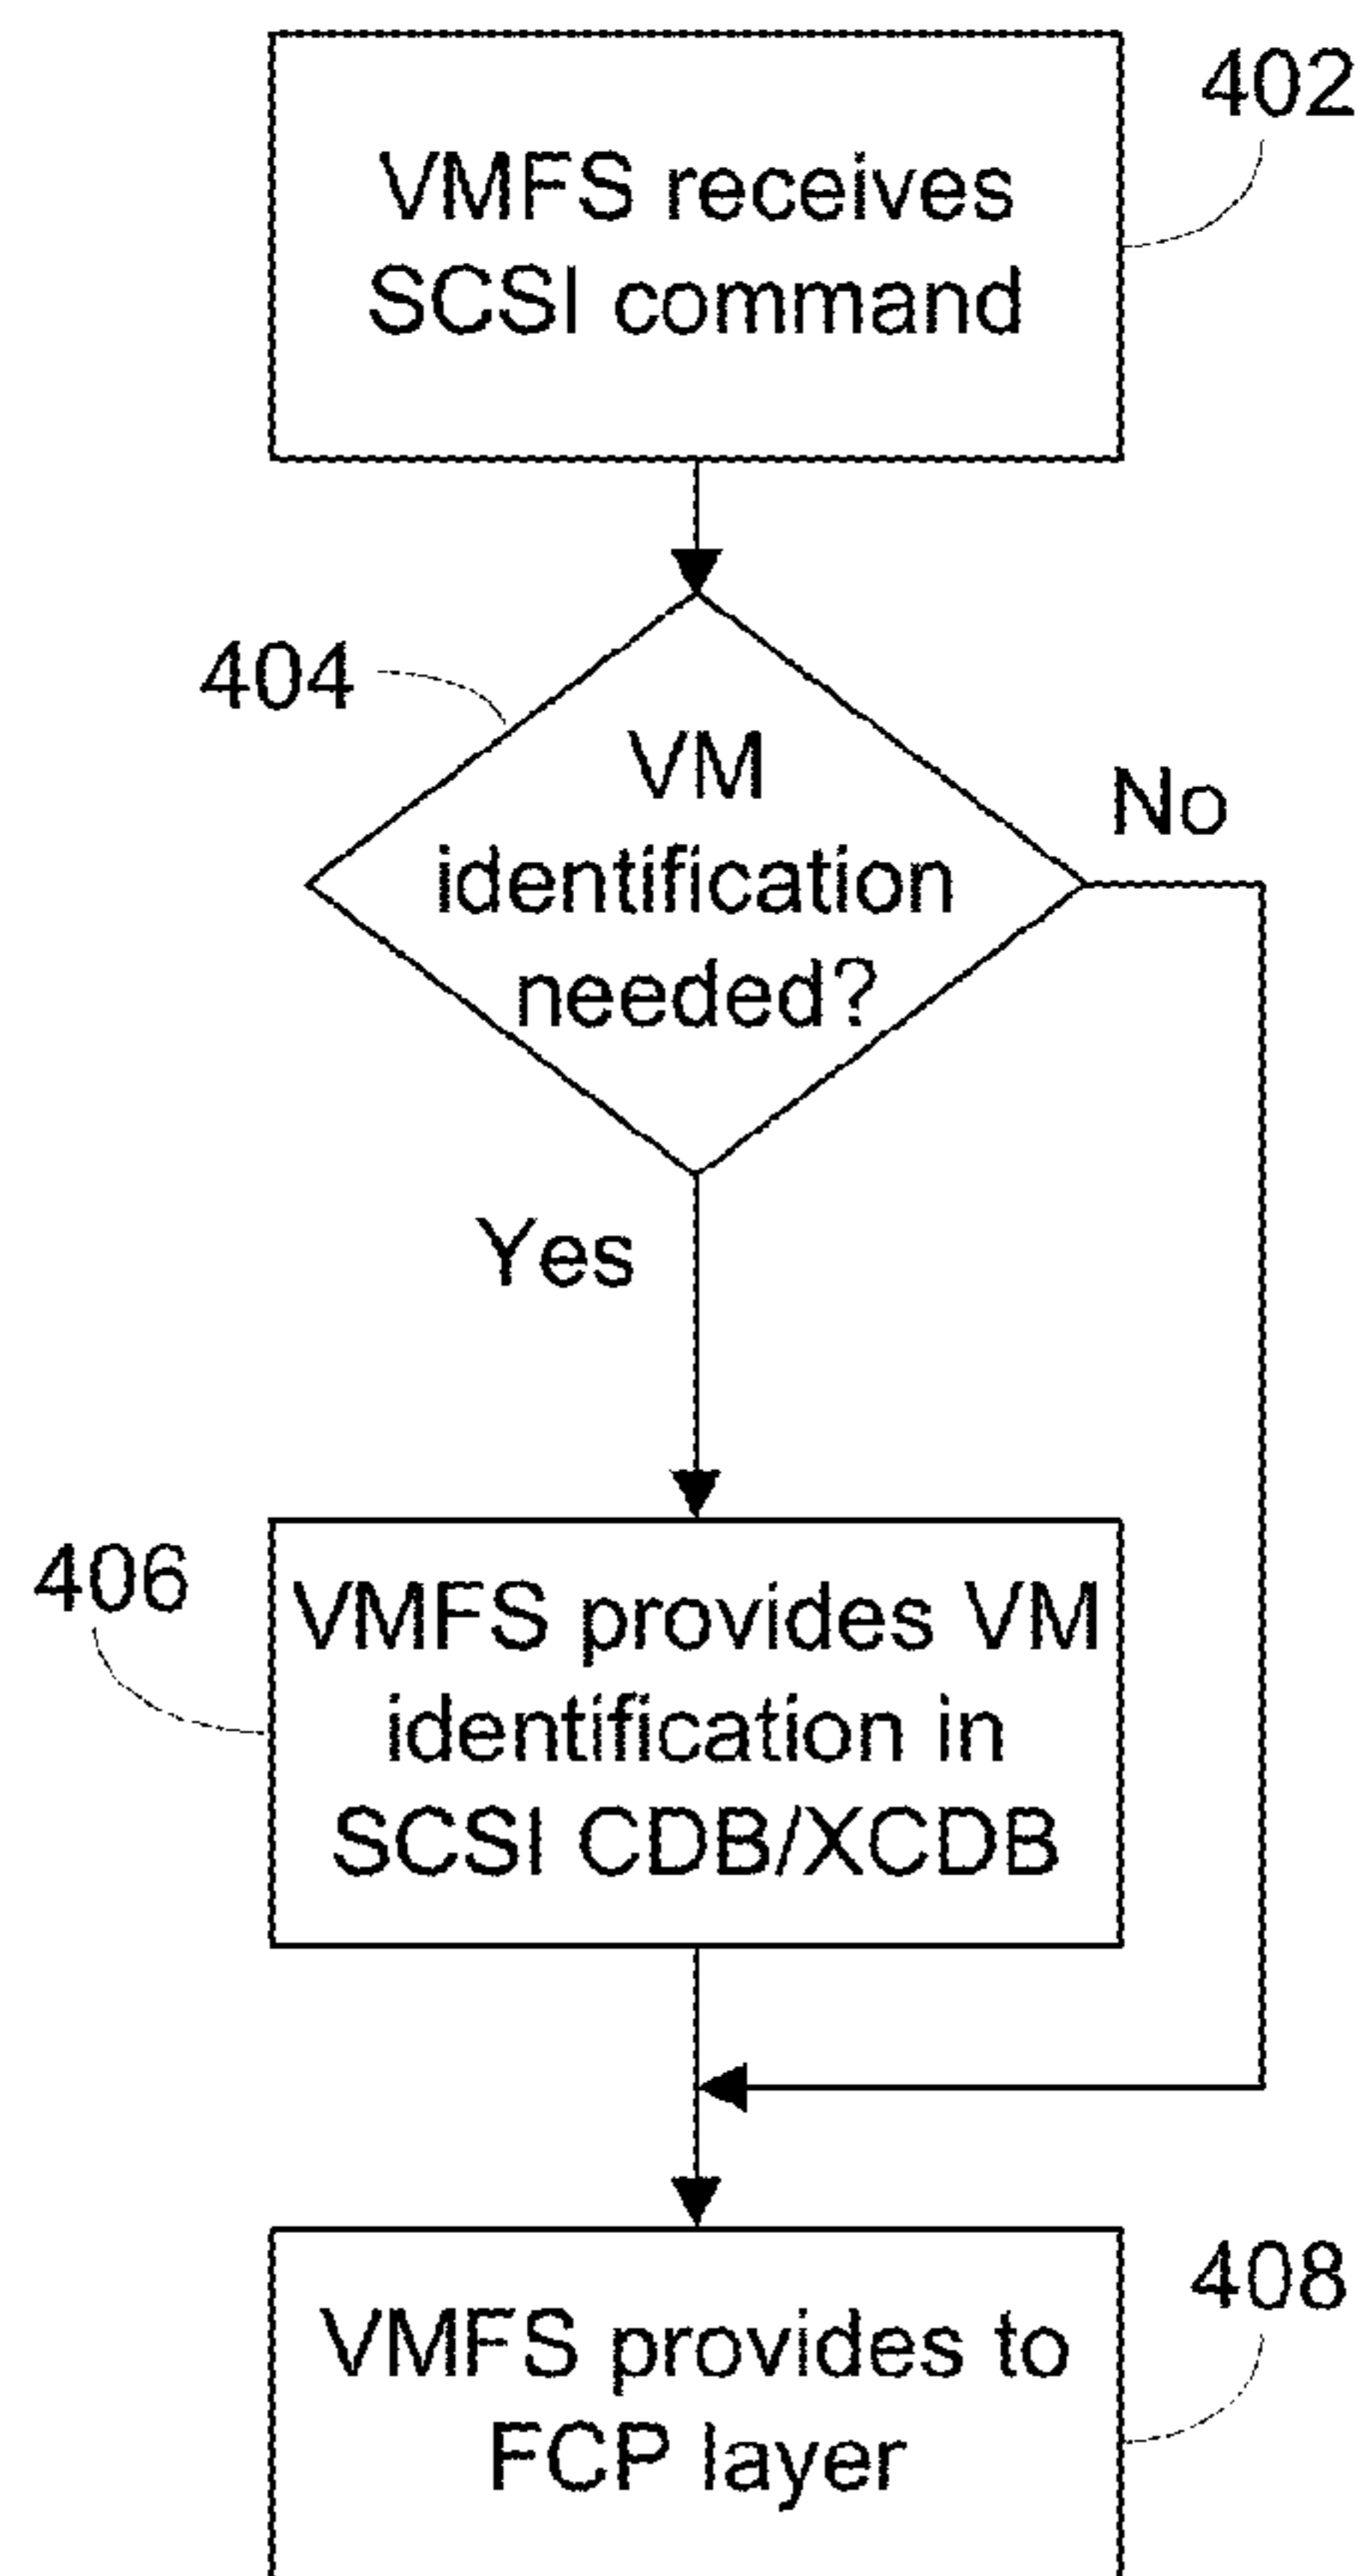 VMFS receives
SCSI command
402
404
VM
identification
needed?
No
Yes
406
VMFS provides VM
identification in
SCSI CDB/XCDB
VMFS provides to
FCP layer
408